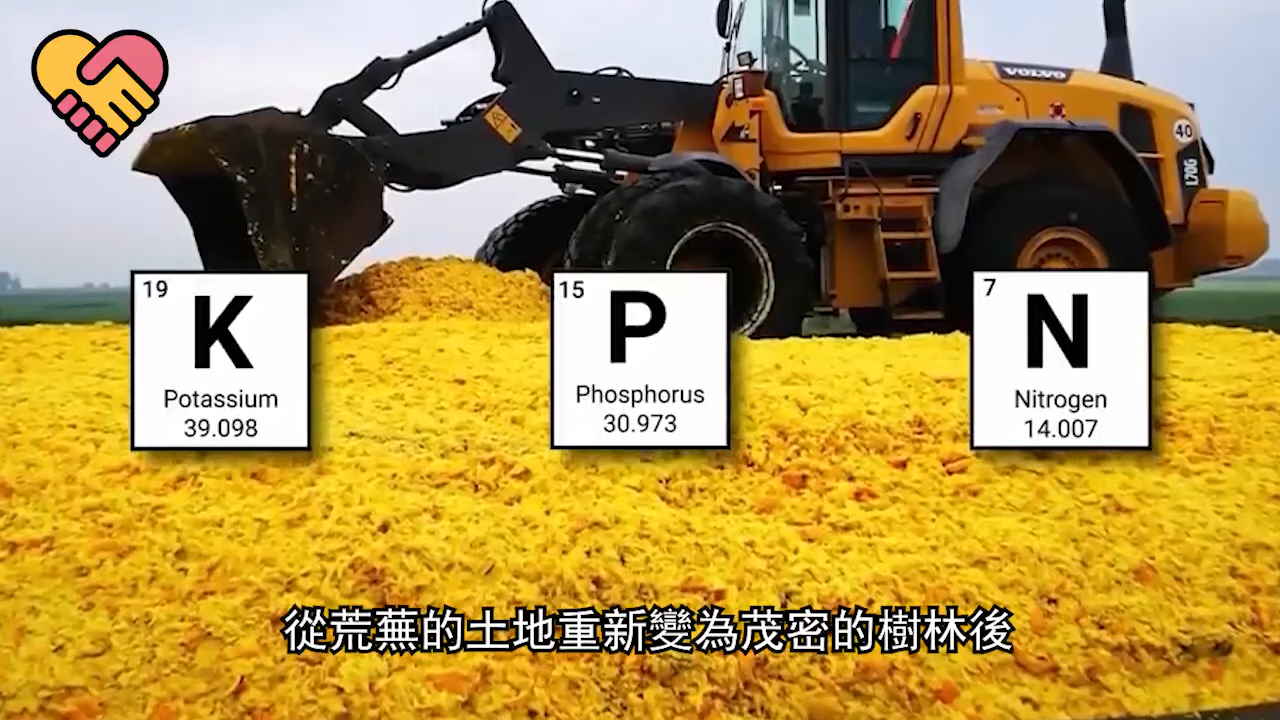 VOLVO
40
L70G
19
K
Potassium
39.098
15
P
Phosphorus
30.973
7
N
Nitrogen
14.007
從荒蕪的土地重新變為茂密的樹林後